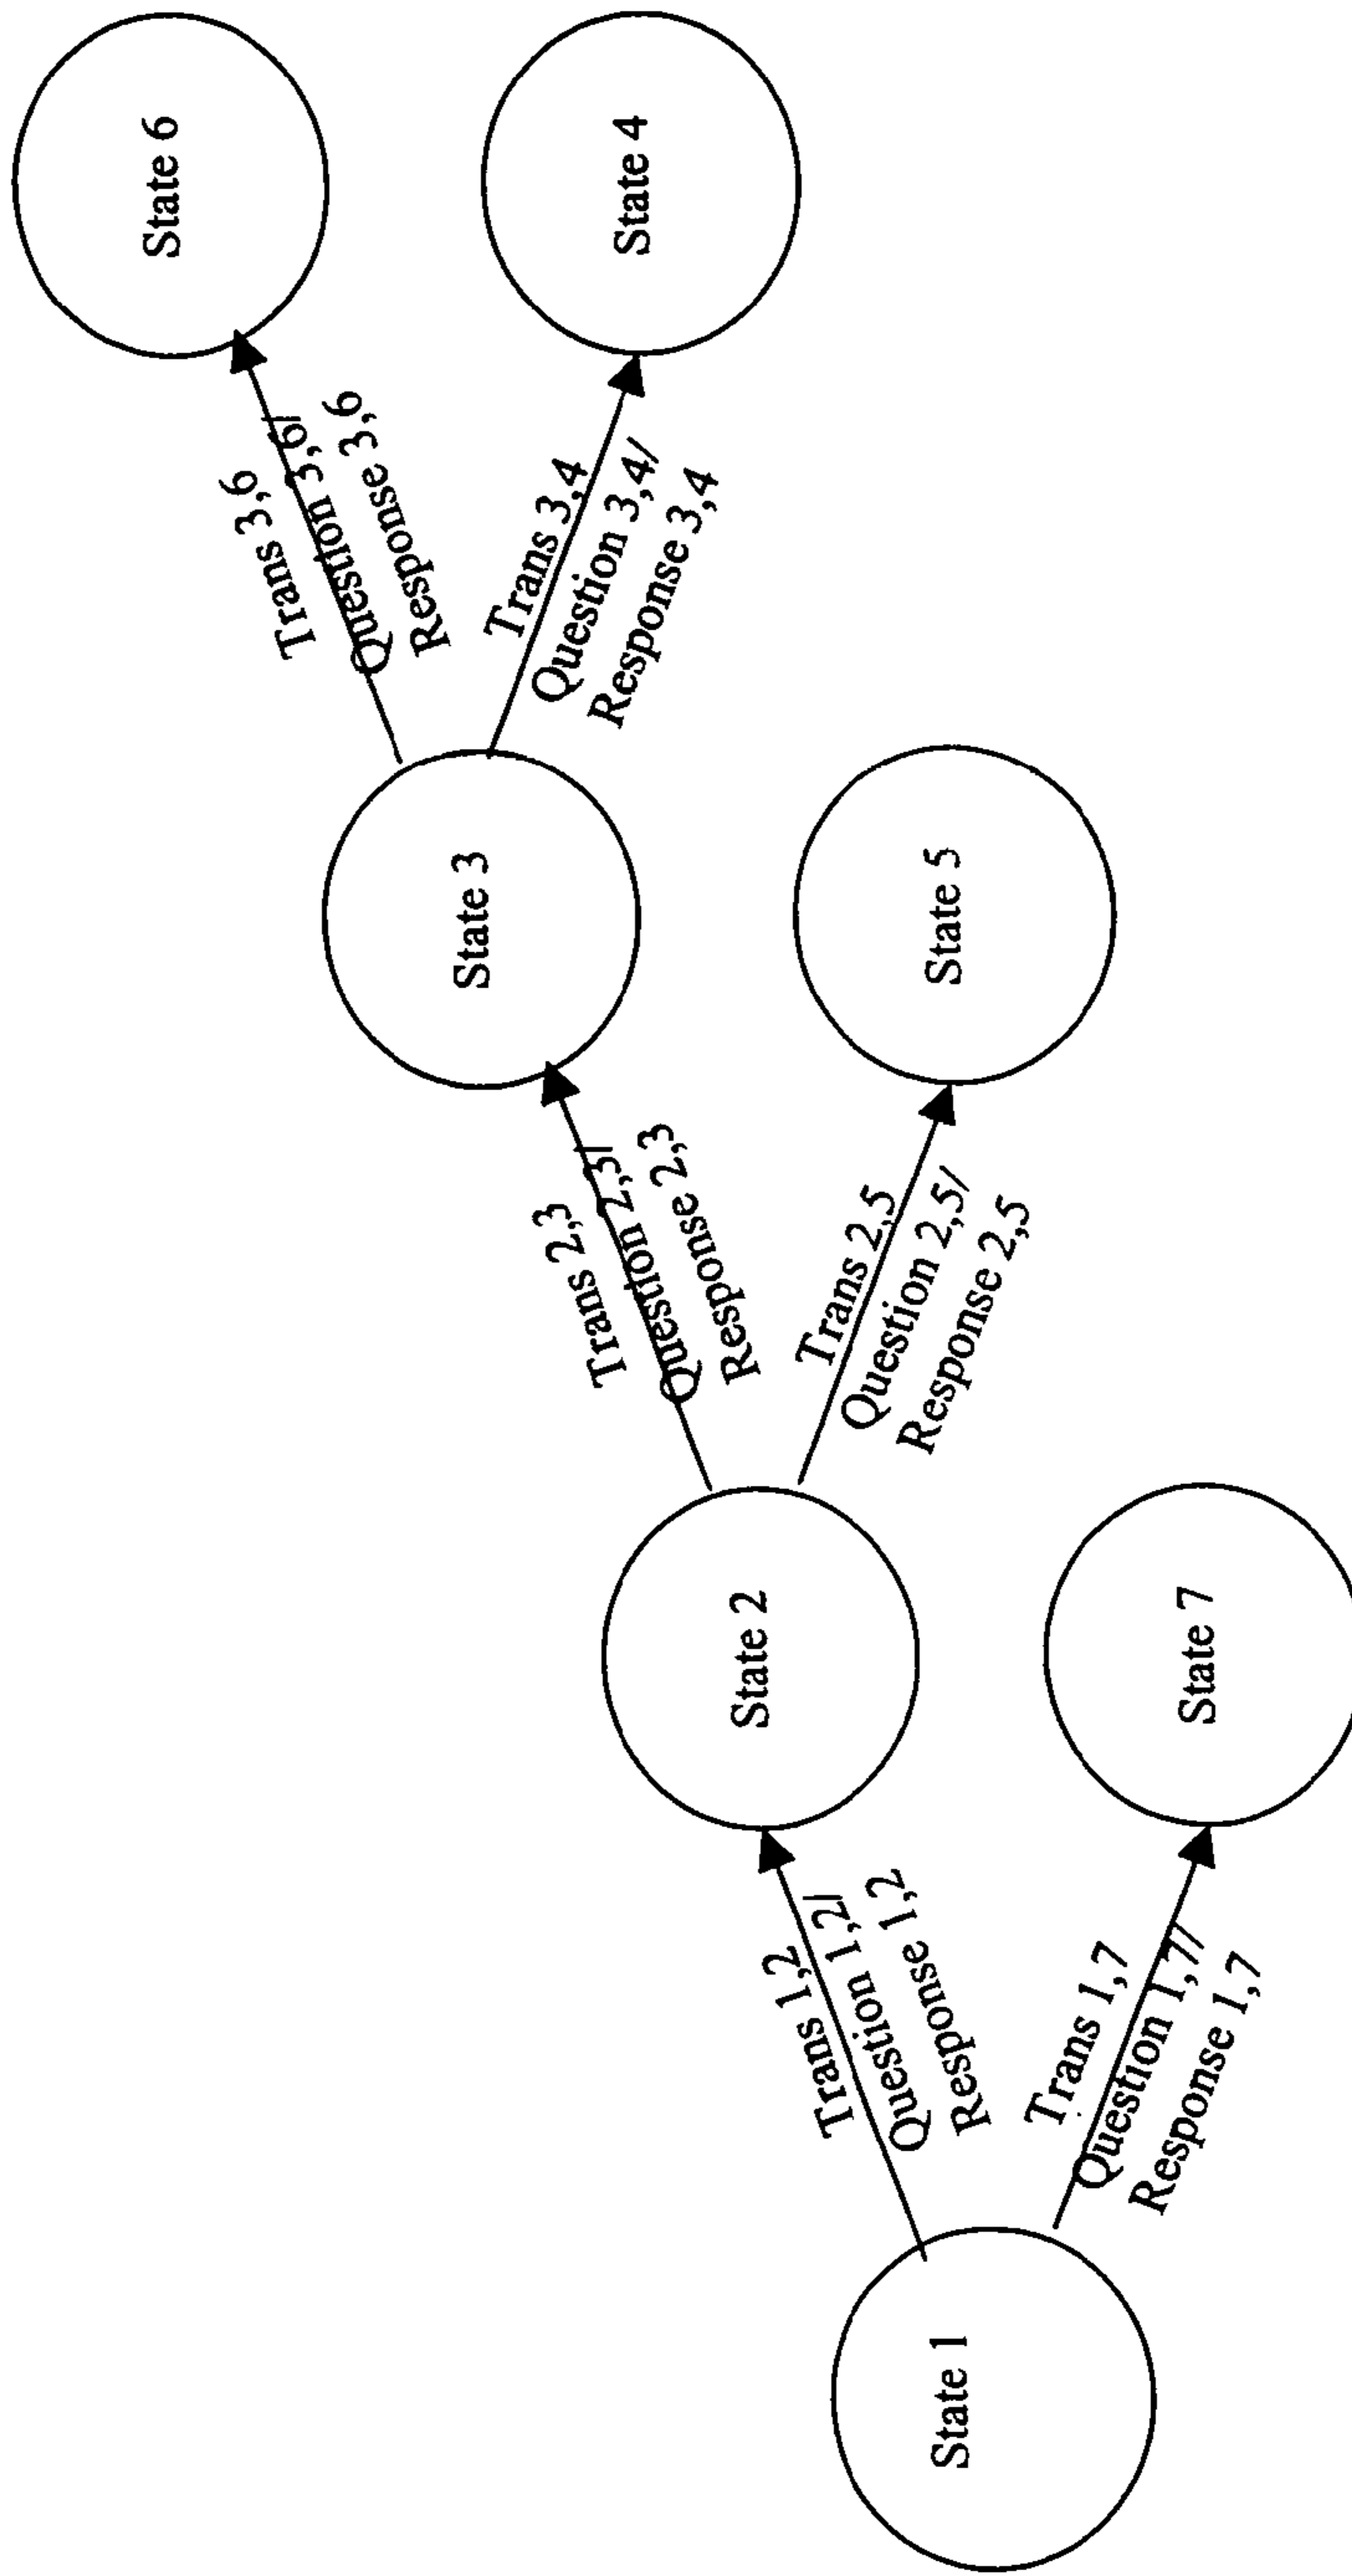 State 1
Trans 1,2
Question 1,2/
Response 1,2
Trans 1,7
Question 1,7/
Response 1,7
State 2
State 7
Trans 2,3
Question 2,3/
Response 2,3
Trans 2,5
Question 2,5/
Response 2,5
State 3
State 5
Trans 3,6
Question 3,6/
Response 3,6
Trans 3,4
Question 3,4/
Response 3,4
State 6
State 4